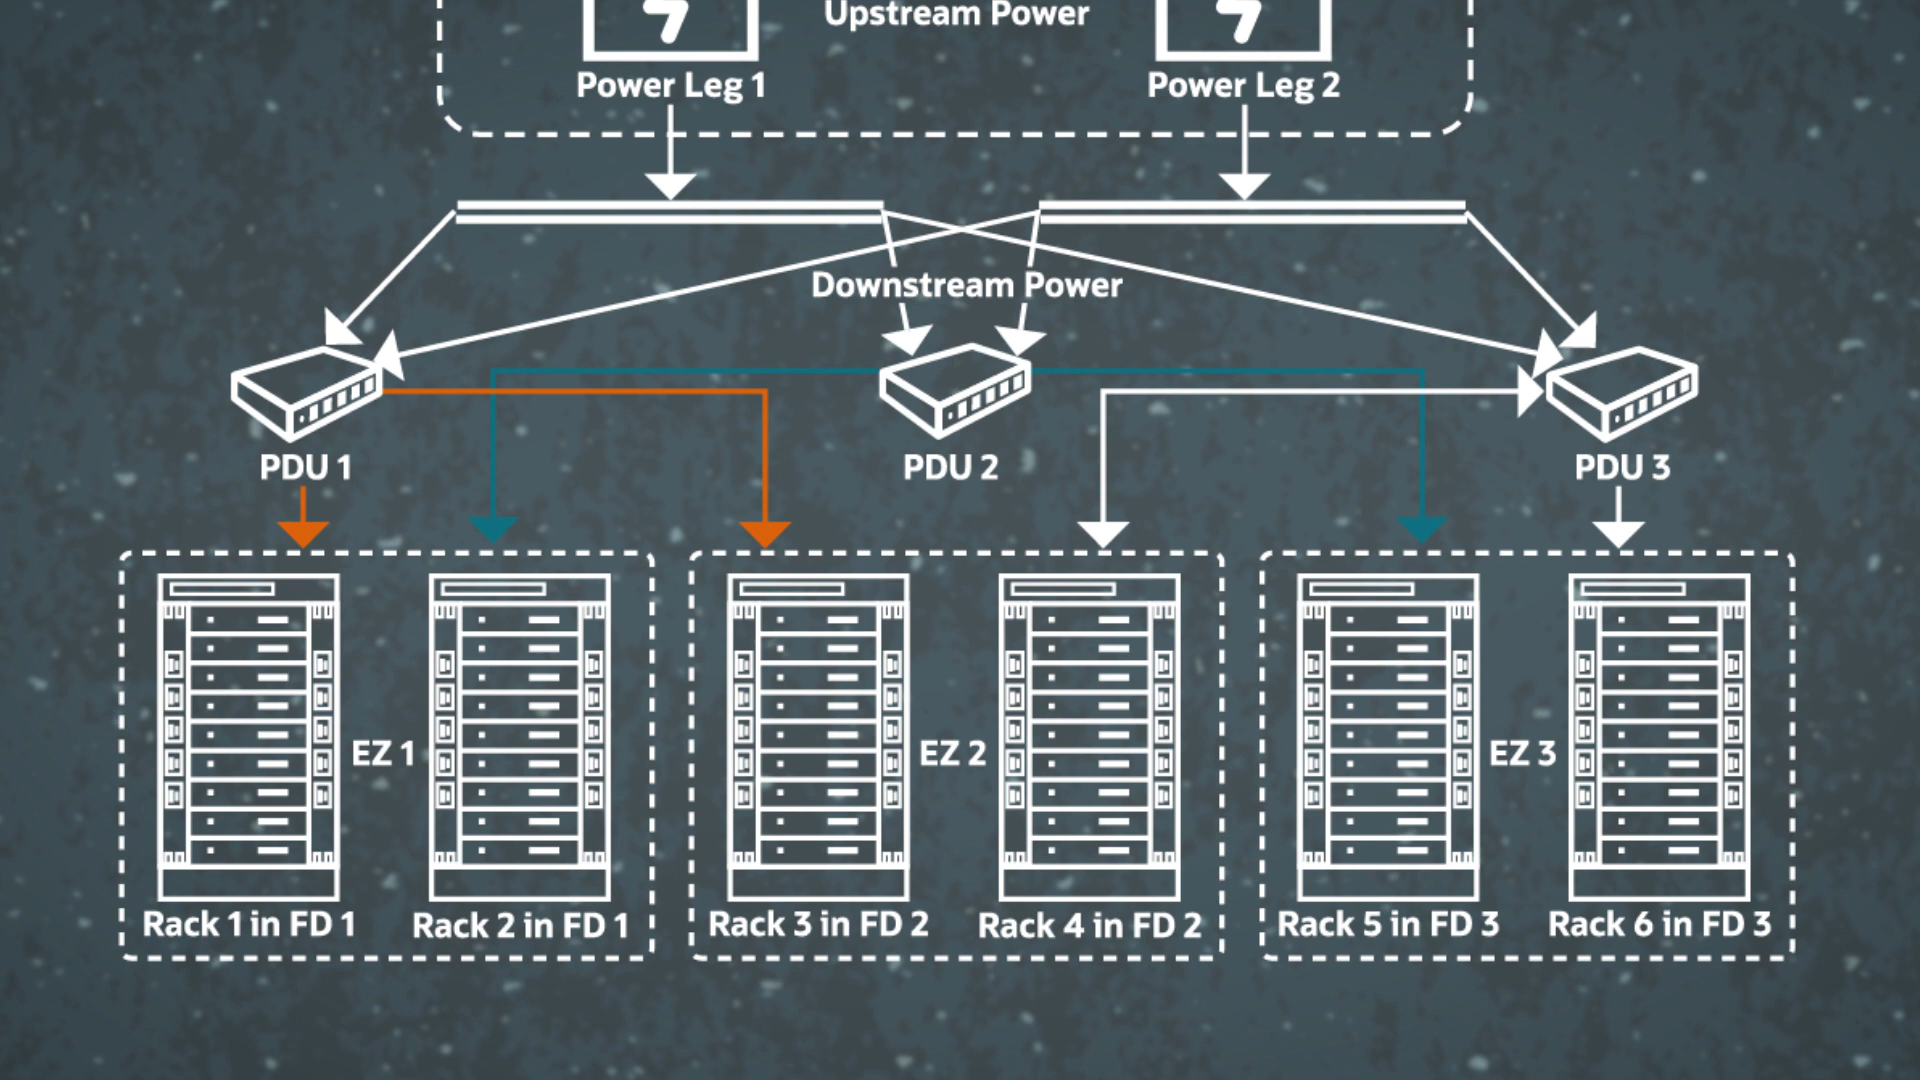 Upstream Power
Power Leg 1
Power Leg 2
Downstream Power
PDU 1
PDU 2
PDU 3
EZ 1
EZ 2
EZ 3
Rack 1 in FD 1
Rack 2 in FD 1
Rack 3 in FD 2
Rack 4 in FD 2
Rack 5 in FD 3
Rack 6 in FD 3